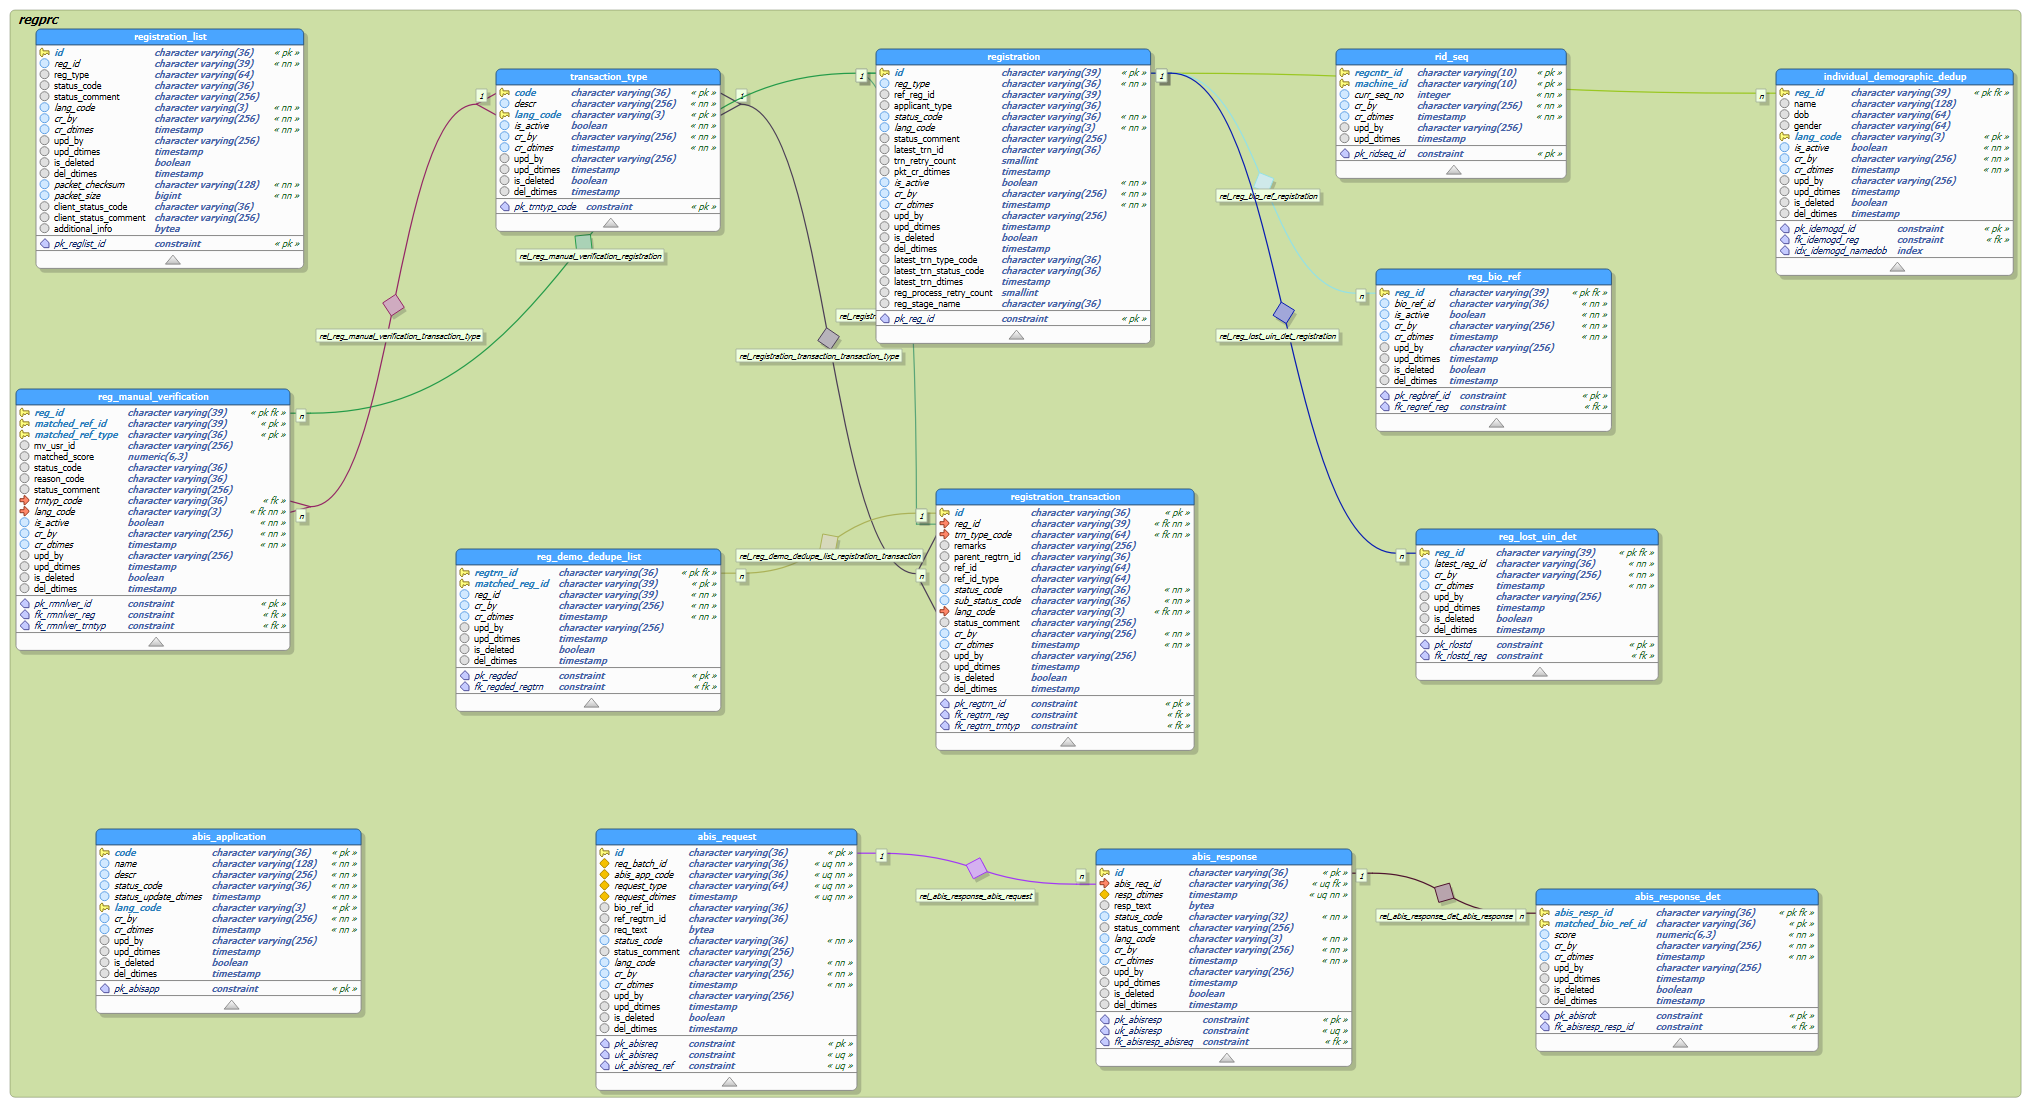 regprc
registration_list
id character varying(36) « pk »
reg_id character varying(39) « nn »
reg_type character varying(64)
status_code character varying(36)
status_comment character varying(256)
lang_code character varying(3) « nn »
cr_by character varying(256) « nn »
cr_dtimes timestamp « nn »
upd_by character varying(256)
upd_dtimes timestamp
is_deleted boolean
del_dtimes timestamp
packet_checksum character varying(128) « nn »
packet_size bigint « nn »
client_status_code character varying(36)
client_status_comment character varying(256)
additional_info bytea
pk_reglist_id constraint « pk »
transaction_type
code character varying(36) « pk »
descr character varying(256) « nn »
lang_code character varying(3) « pk »
is_active boolean « nn »
cr_by character varying(256) « nn »
cr_dtimes timestamp « nn »
upd_by character varying(256)
upd_dtimes timestamp
is_deleted boolean
del_dtimes timestamp
pk_trntyp_code constraint « pk »
registration
id character varying(39) « pk »
reg_type character varying(36) « nn »
ref_reg_id character varying(39)
applicant_type character varying(36)
status_code character varying(36) « nn »
lang_code character varying(3) « nn »
status_comment character varying(256)
latest_trn_id character varying(36)
trn_retry_count smallint
pkt_cr_dtimes timestamp
is_active boolean « nn »
cr_by character varying(256) « nn »
cr_dtimes timestamp « nn »
upd_by character varying(256)
upd_dtimes timestamp
is_deleted boolean
del_dtimes timestamp
latest_trn_type_code character varying(36)
latest_trn_status_code character varying(36)
latest_trn_dtimes timestamp
reg_process_retry_count smallint
reg_stage_name character varying(36)
pk_reg_id constraint « pk »
rid_seq
regcntr_id character varying(10) « pk »
machine_id character varying(10) « pk »
curr_seq_no integer « nn »
cr_by character varying(256) « nn »
cr_dtimes timestamp « nn »
upd_by character varying(256)
upd_dtimes timestamp
pk_ridseq_id constraint « pk »
individual_demographic_dedup
reg_id character varying(39) « pk fk »
name character varying(128)
dob character varying(64)
gender character varying(64)
lang_code character varying(3) « pk »
is_active boolean « nn »
cr_by character varying(256) « nn »
cr_dtimes timestamp « nn »
upd_by character varying(256)
upd_dtimes timestamp
is_deleted boolean
del_dtimes timestamp
pk_idemogd_id constraint « pk »
fk_idemogd_reg constraint « fk »
idx_idemogd_namedob index
1
1
1
1
n
rel_reg_bio_ref_registration
rel_reg_manual_verification_registration
reg_bio_ref
reg_id character varying(39) « pk fk »
bio_ref_id character varying(36) « nn »
is_active boolean « nn »
cr_by character varying(256) « nn »
cr_dtimes timestamp « nn »
upd_by character varying(256)
upd_dtimes timestamp
is_deleted boolean
del_dtimes timestamp
pk_regbref_id constraint « pk »
fk_regref_reg constraint « fk »
n
rel_registr
rel_reg_manual_verification_transaction_type
rel_registration_transaction_transaction_type
rel_reg_lost_uin_det_registration
reg_manual_verification
reg_id character varying(39) « pk fk »
matched_ref_id character varying(39) « pk »
matched_ref_type character varying(36) « pk »
mv_usr_id character varying(256)
matched_score numeric(6,3)
status_code character varying(36)
reason_code character varying(36)
status_comment character varying(256)
trntyp_code character varying(36) « fk »
lang_code character varying(3) « fk nn »
is_active boolean « nn »
cr_by character varying(256) « nn »
cr_dtimes timestamp « nn »
upd_by character varying(256)
upd_dtimes timestamp
is_deleted boolean
del_dtimes timestamp
pk_rmnlver_id constraint « pk »
fk_rmnlver_reg constraint « fk »
fk_rmnlver_trntyp constraint « fk »
n
n
reg_demo_dedupe_list
regtrn_id character varying(36) « pk fk »
matched_reg_id character varying(39) « pk »
reg_id character varying(39) « nn »
cr_by character varying(256) « nn »
cr_dtimes timestamp « nn »
upd_by character varying(256)
upd_dtimes timestamp
is_deleted boolean
del_dtimes timestamp
pk_regded constraint « pk »
fk_regded_regtrn constraint « fk »
n
rel_reg_demo_dedupe_list_registration_transaction
1
n
registration_transaction
id character varying(36) « pk »
reg_id character varying(39) « fk nn »
trn_type_code character varying(64) « fk nn »
remarks character varying(256)
parent_regtrn_id character varying(36)
ref_id character varying(64)
ref_id_type character varying(64)
status_code character varying(36) « nn »
sub_status_code character varying(36) « nn »
lang_code character varying(3) « fk nn »
status_comment character varying(256)
cr_by character varying(256) « nn »
cr_dtimes timestamp « nn »
upd_by character varying(256)
upd_dtimes timestamp
is_deleted boolean
del_dtimes timestamp
pk_regtrn_id constraint « pk »
fk_regtrn_reg constraint « fk »
fk_regtrn_trntyp constraint « fk »
n
reg_lost_uin_det
reg_id character varying(39) « pk fk »
latest_reg_id character varying(36) « nn »
cr_by character varying(256) « nn »
cr_dtimes timestamp « nn »
upd_by character varying(256)
upd_dtimes timestamp
is_deleted boolean
del_dtimes timestamp
pk_rlostd constraint « pk »
fk_rlostd_reg constraint « fk »
abis_application
code character varying(36) « pk »
name character varying(128) « nn »
descr character varying(256) « nn »
status_code character varying(36) « nn »
status_update_dtimes timestamp « nn »
lang_code character varying(3) « pk »
cr_by character varying(256) « nn »
cr_dtimes timestamp « nn »
upd_by character varying(256)
upd_dtimes timestamp
is_deleted boolean
del_dtimes timestamp
pk_abisapp constraint « pk »
abis_request
id character varying(36) « pk »
req_batch_id character varying(36) « uq nn »
abis_app_code character varying(36) « uq nn »
request_type character varying(64) « uq nn »
request_dtimes timestamp « uq nn »
bio_ref_id character varying(36)
ref_regtrn_id character varying(36)
req_text bytea
status_code character varying(36) « nn »
status_comment character varying(256)
lang_code character varying(3) « nn »
cr_by character varying(256) « nn »
cr_dtimes timestamp « nn »
upd_by character varying(256)
upd_dtimes timestamp
is_deleted boolean
del_dtimes timestamp
pk_abisreq constraint « pk »
uk_abisreq constraint « uq »
uk_abisreq_ref constraint « uq »
1
rel_abis_response_abis_request
n
abis_response
id character varying(36) « pk »
abis_req_id character varying(36) « uq fk »
resp_dtimes timestamp « uq nn »
resp_text bytea
status_code character varying(32) « nn »
status_comment character varying(256)
lang_code character varying(3) « nn »
cr_by character varying(256) « nn »
cr_dtimes timestamp « nn »
upd_by character varying(256)
upd_dtimes timestamp
is_deleted boolean
del_dtimes timestamp
pk_abisresp constraint « pk »
uk_abisresp constraint « uq »
fk_abisresp_abisreq constraint « fk »
1
rel_abis_response_det_abis_response
n
abis_response_det
abis_resp_id character varying(36) « pk fk »
matched_bio_ref_id character varying(36) « pk »
score numeric(6,3) « nn »
cr_by character varying(256) « nn »
cr_dtimes timestamp « nn »
upd_by character varying(256)
upd_dtimes timestamp
is_deleted boolean
del_dtimes timestamp
pk_abisrdt constraint « pk »
fk_abisresp_resp_id constraint « fk »